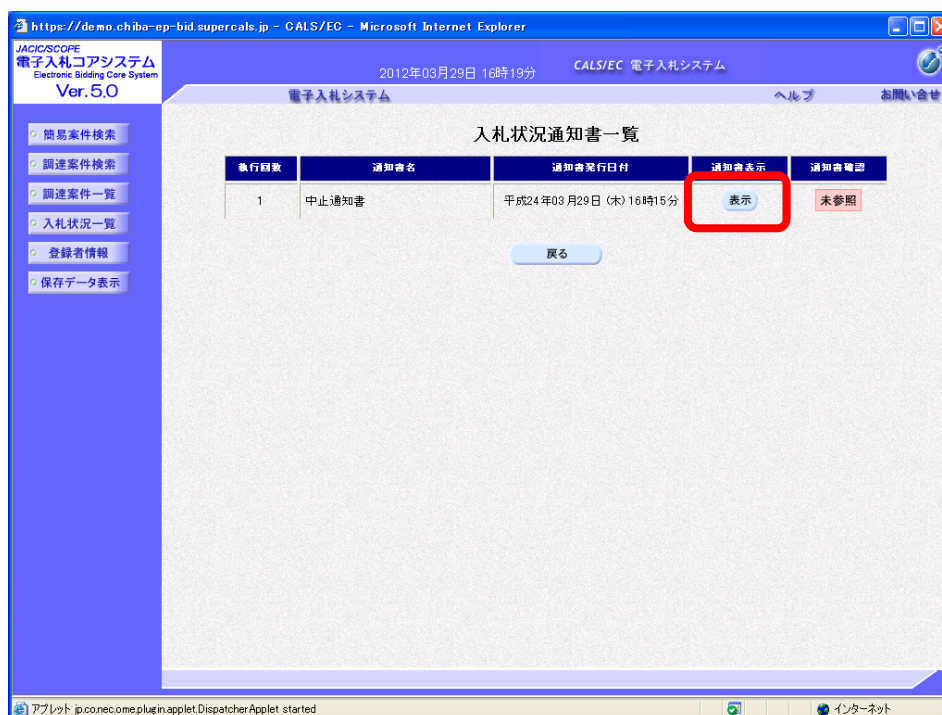 https://demo.chiba-ep-bid.supercals.jp - CALS/EC - Microsoft Internet Explorer
JACIC/SCOPE
電子入札コアシステム
Electronic Bidding Core System
Ver.5.0
2012年03月29日 16時19分
CALS/EC 電子入札システム
電子入札システム
ヘルプ
お問い合せ
簡易案件検索
調達案件検索
調達案件一覧
入札状況一覧
登録者情報
保存データ表示
入札状況通知書一覧
執行回数 通知書名 通知書発行日付 通知書表示 通知書確認
1 中止通知書 平成24年03月29日 (木) 16時15分 表示 未参照
戻る
アプレット jp.co.nec.ome.plugin.applet.DispatcherApplet started
インターネット